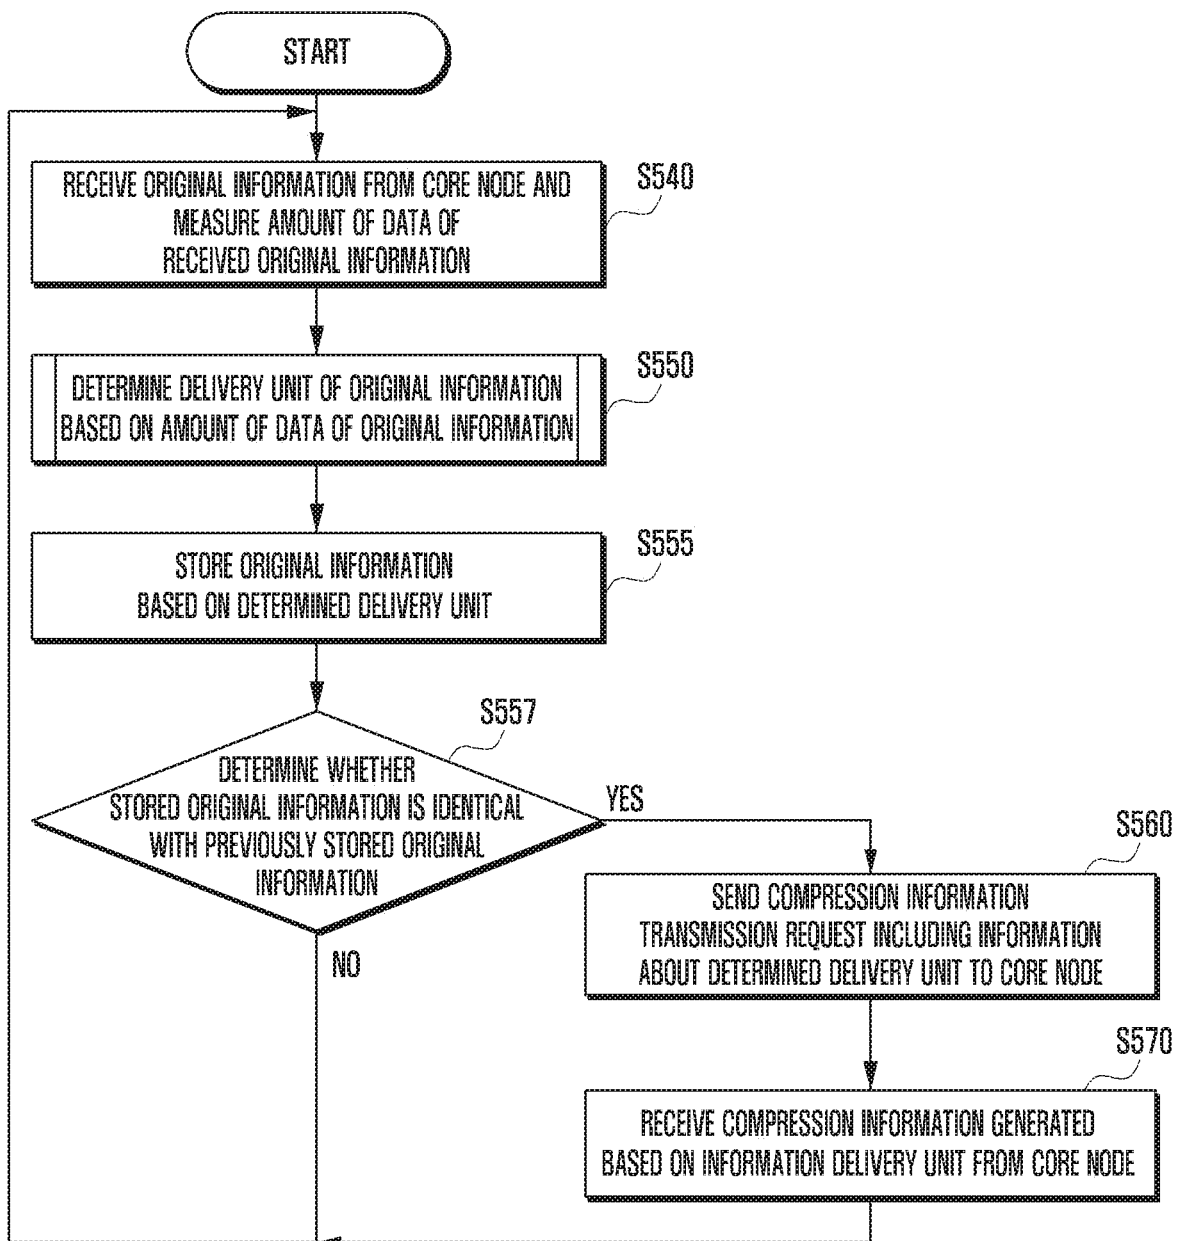 START
RECEIVE ORIGINAL INFORMATION FROM CORE NODE AND
MEASURE AMOUNT OF DATA OF
RECEIVED ORIGINAL INFORMATION
S540
DETERMINE DELIVERY UNIT OF ORIGINAL INFORMATION
BASED ON AMOUNT OF DATA OF ORIGINAL INFORMATION
S550
STORE ORIGINAL INFORMATION
BASED ON DETERMINED DELIVERY UNIT
S555
S557
DETERMINE WHETHER
STORED ORIGINAL INFORMATION IS IDENTICAL
WITH PREVIOUSLY STORED ORIGINAL
INFORMATION
YES
NO
S560
SEND COMPRESSION INFORMATION
TRANSMISSION REQUEST INCLUDING INFORMATION
ABOUT DETERMINED DELIVERY UNIT TO CORE NODE
S570
RECEIVE COMPRESSION INFORMATION GENERATED
BASED ON INFORMATION DELIVERY UNIT FROM CORE NODE